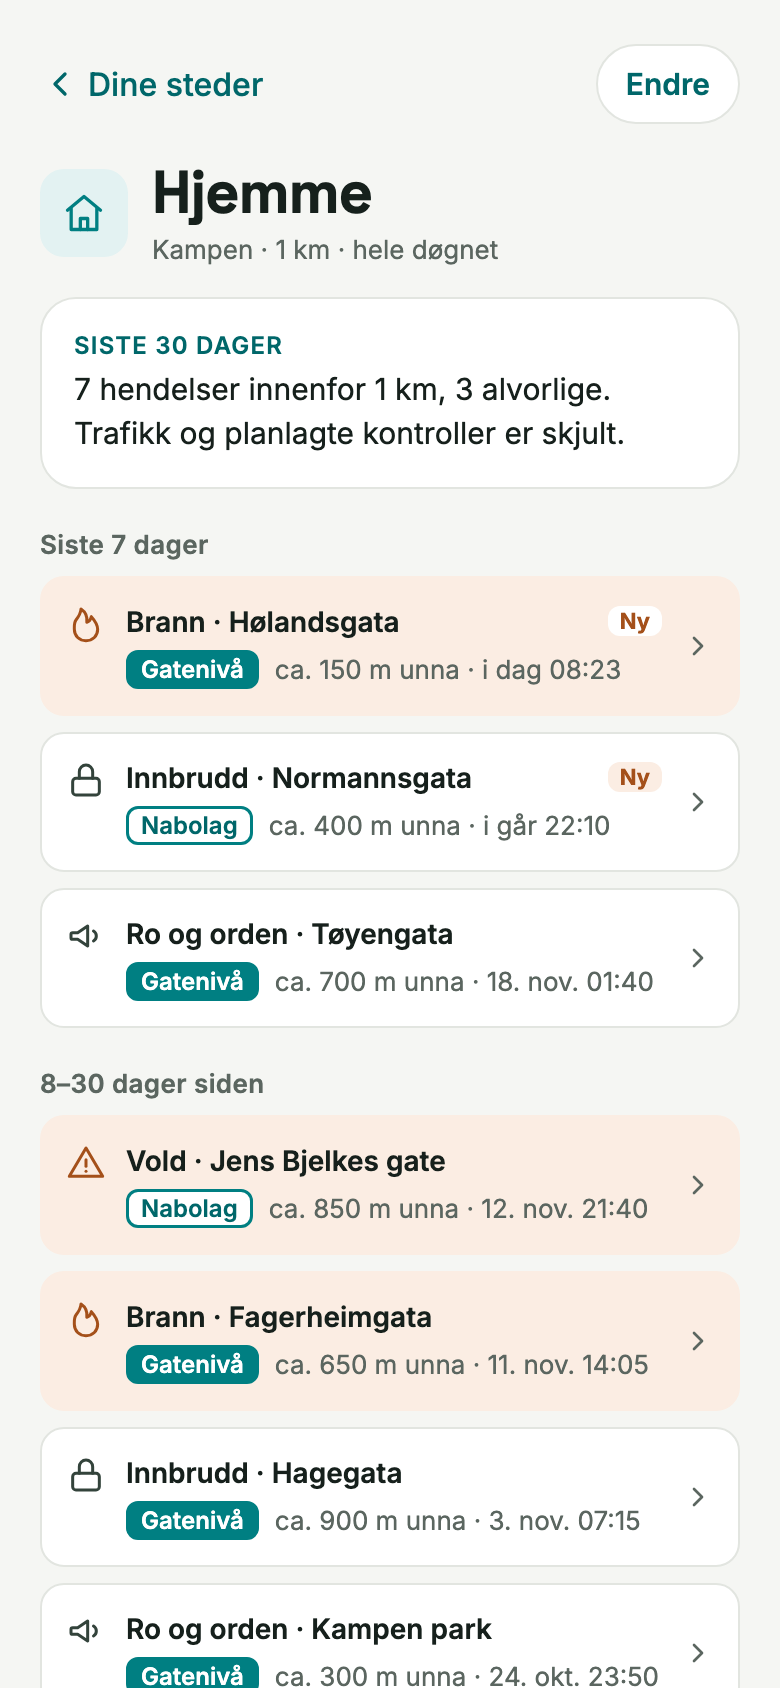 Dine steder
Endre
Hjemme
Kampen · 1 km · hele døgnet
SISTE 30 DAGER
7 hendelser innenfor 1 km, 3 alvorlige.
Trafikk og planlagte kontroller er skjult.
Siste 7 dager
Brann · Hølandsgata
Ny
Gatenivå ca. 150 m unna · i dag 08:23
Innbrudd · Normannsgata
Ny
Nabolag ca. 400 m unna · i går 22:10
Ro og orden · Tøyengata
Gatenivå ca. 700 m unna · 18. nov. 01:40
8–30 dager siden
Vold · Jens Bjelkes gate
Nabolag ca. 850 m unna · 12. nov. 21:40
Brann · Fagerheimgata
Gatenivå ca. 650 m unna · 11. nov. 14:05
Innbrudd · Hagegata
Gatenivå ca. 900 m unna · 3. nov. 07:15
Ro og orden · Kampen park
Gatenivå ca. 300 m unna · 24. okt. 23:50